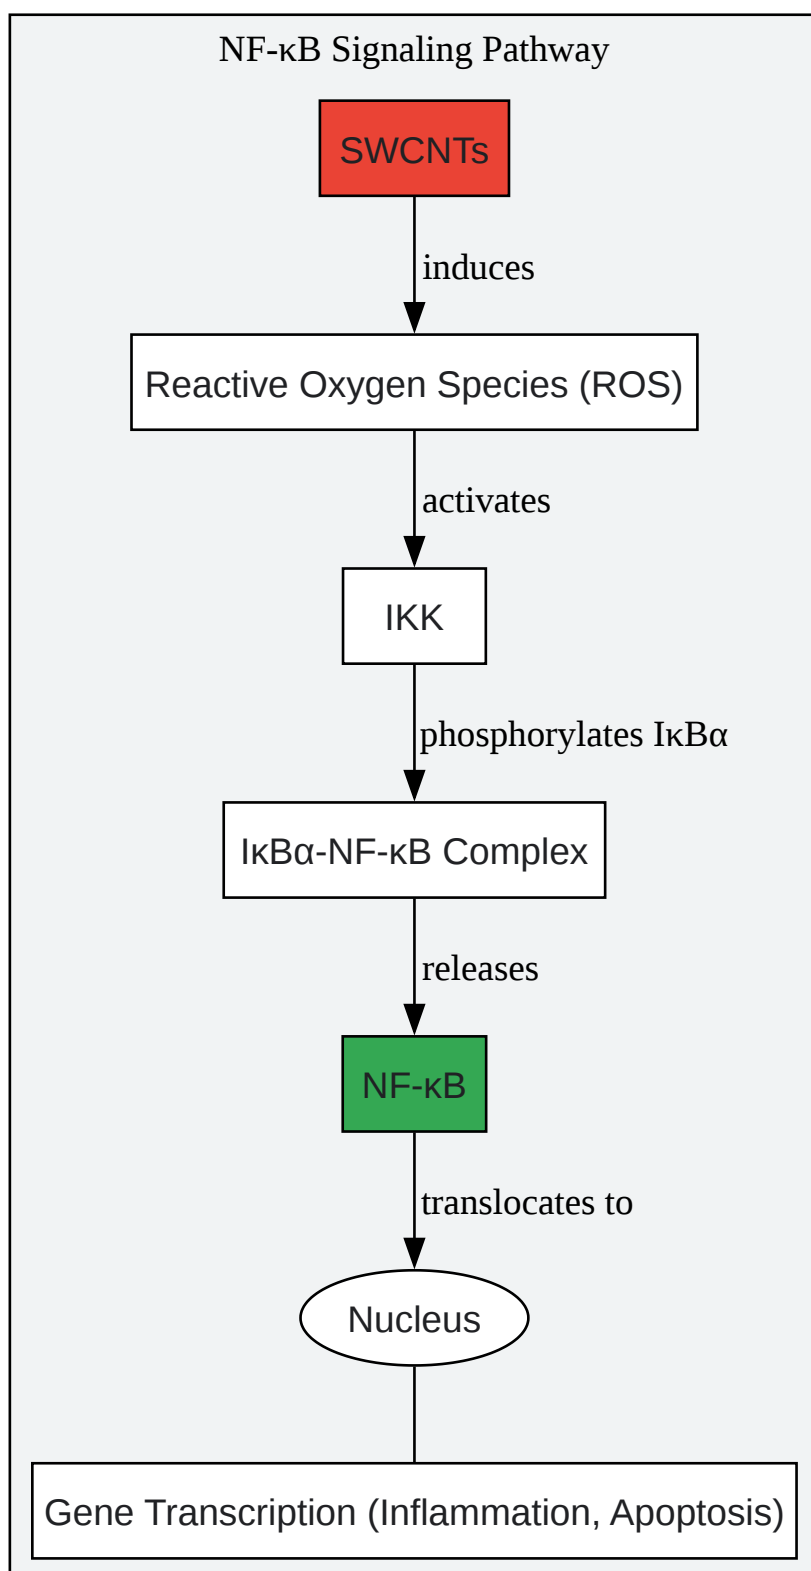 NF-κB Signaling Pathway
SWCNTs
induces
Reactive Oxygen Species (ROS)
activates
IKK
phosphorylates IκBα
IκBα-NF-κB Complex
releases
NF-κB
translocates to
Nucleus
Gene Transcription (Inflammation, Apoptosis)